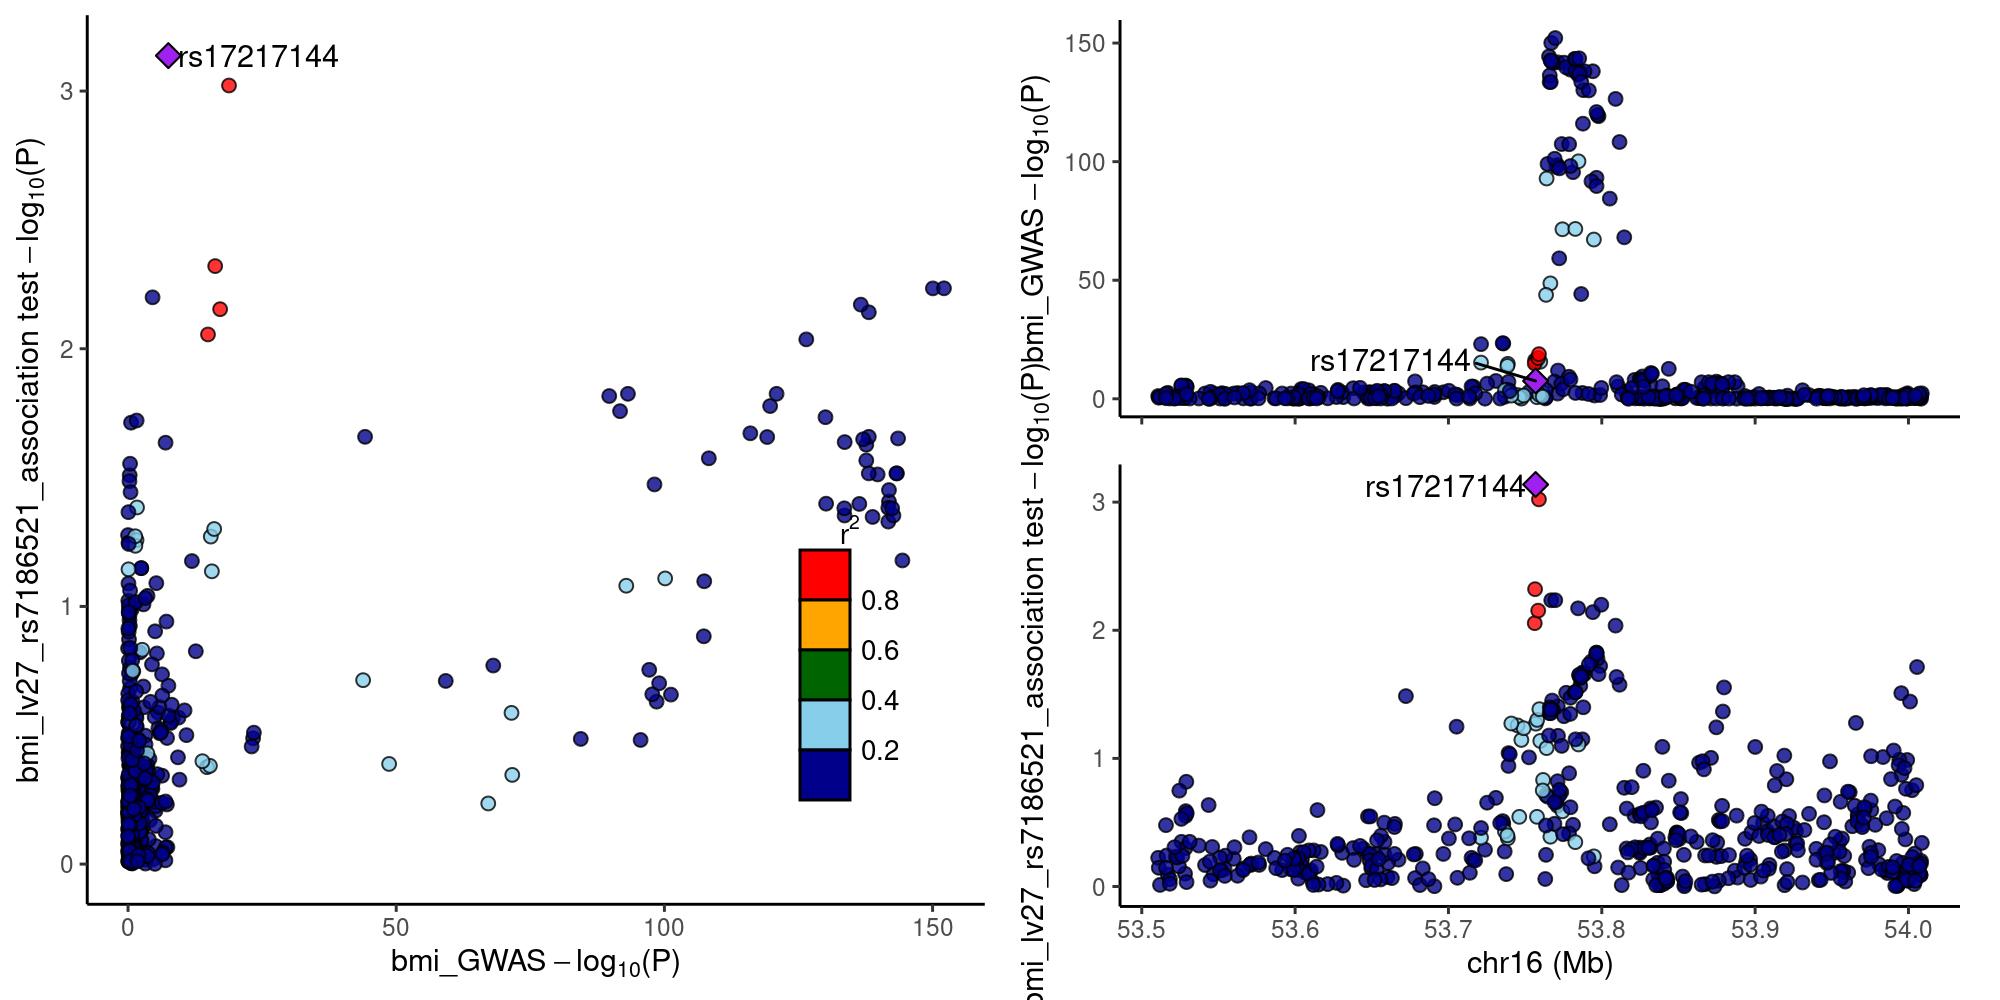 bmi_lv27_rs7186521_association test −log10(P)
3
2
1
0
rs17217144
r2
0.8
0.6
0.4
0.2
0
50
100
150
bmi_GWAS −log10(P)
bmi_GWAS −log10(P)
150
100
50
0
rs17217144
bmi_lv27_rs7186521_association test −log10(P)
3
2
1
0
rs17217144
53.5
53.6
53.7
53.8
53.9
54.0
chr16 (Mb)